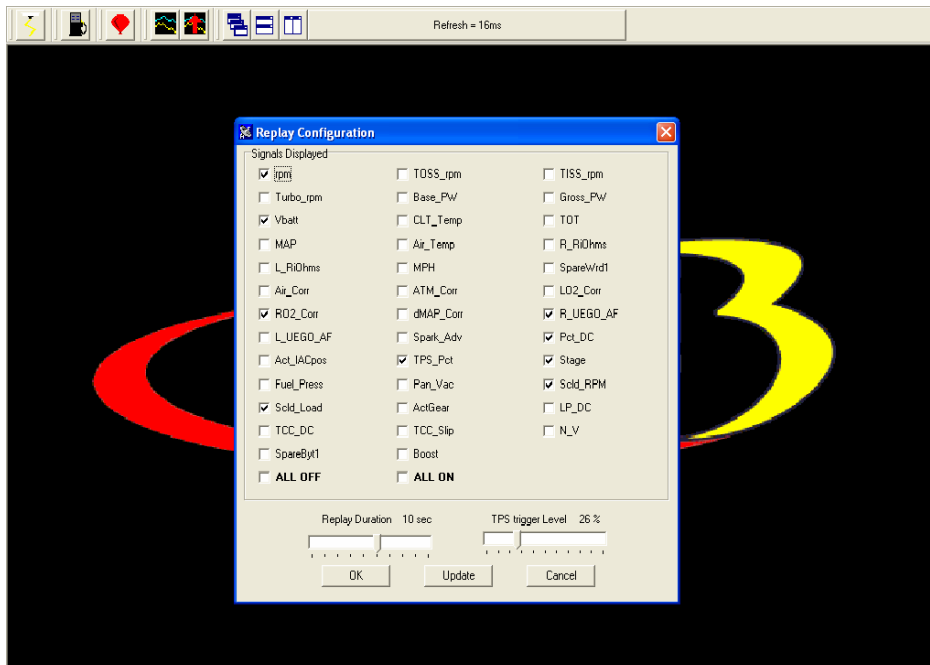 Refresh = 16ms
Replay Configuration
Signals Displayed
rpm TOSS_rpm TISS_rpm
Turbo_rpm Base_PW Gross_PW
Vbatt CLT_Temp TOT
MAP Air_Temp R_RiOhms
L_RiOhms MPH SpareWrd1
Air_Corr ATM_Corr LO2_Corr
RO2_Corr dMAP_Corr R_UEGO_AF
L_UEGO_AF Spark_Adv Pct_DC
Act_IACpos TPS_Pct Stage
Fuel_Press Pan_Vac Scld_RPM
Scld_Load ActGear LP_DC
TCC_DC TCC_Slip N_V
SpareByt1 Boost
ALL OFF ALL ON
Replay Duration 10 sec TPS trigger Level 26 %
OK Update Cancel